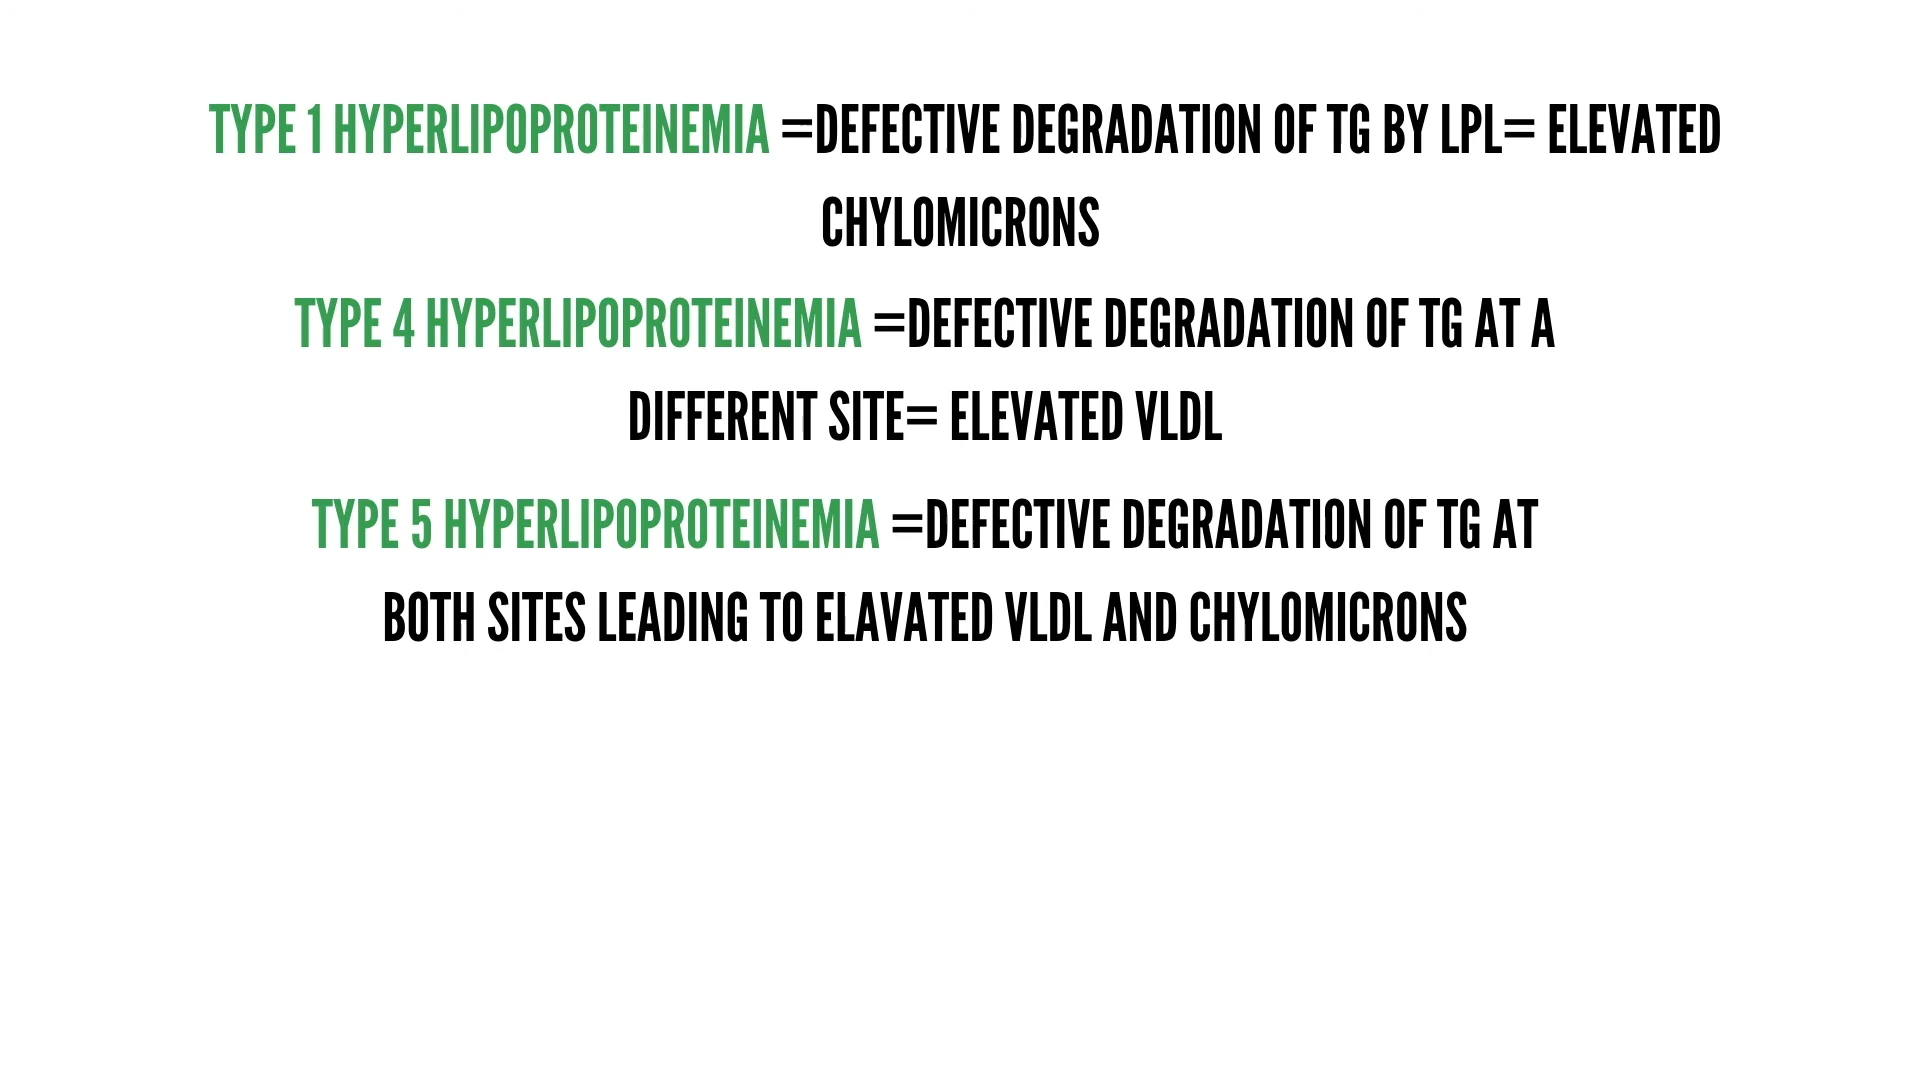 TYPE 1 HYPERLIPOPROTEINEMIA =DEFECTIVE DEGRADATION OF TG BY LPL= ELEVATED
CHYLOMICRONS
TYPE 4 HYPERLIPOPROTEINEMIA =DEFECTIVE DEGRADATION OF TG AT A
DIFFERENT SITE= ELEVATED VLDL
TYPE 5 HYPERLIPOPROTEINEMIA =DEFECTIVE DEGRADATION OF TG AT
BOTH SITES LEADING TO ELAVATED VLDL AND CHYLOMICRONS